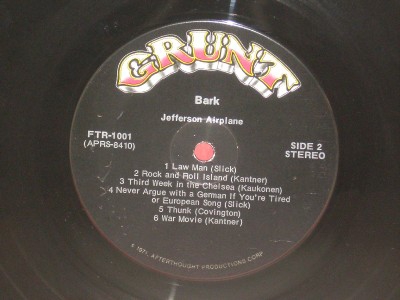 GRUNT
Bark
Jefferson Airplane
FTR-1001
(APRS-8410)
SIDE 2
STEREO
1 Law Man (Slick)
2 Rock and Roll Island (Kantner)
3 Third Week in the Chelsea (Kaukonen)
4 Never Argue with a German If You're Tired
or European Song (Slick)
5 Thunk (Covington)
6 War Movie (Kantner)
© 1971, AFTERTHOUGHT PRODUCTIONS CORP.